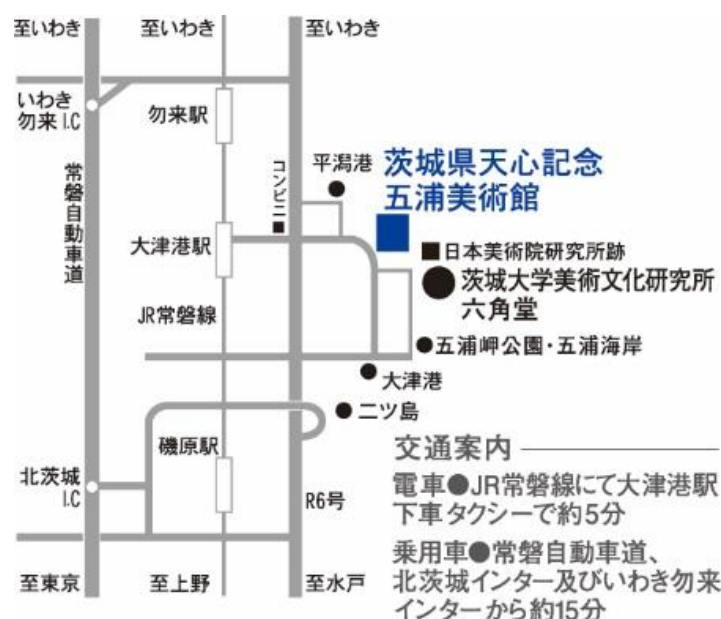 至いわき
至いわき
至いわき
いわき
勿来 I.C
勿来駅
常磐自動車道
コンビニ
平潟港
茨城県天心記念
五浦美術館
大津港駅
日本美術院研究所跡
茨城大学美術文化研究所
六角堂
JR常磐線
五浦岬公園・五浦海岸
大津港
二ツ島
磯原駅
北茨城
I.C
R6号
至東京
至上野
至水戸
交通案内
電車●JR常磐線にて大津港駅
下車タクシーで約5分
乗用車●常磐自動車道、
北茨城インター及びいわき勿来
インターから約15分